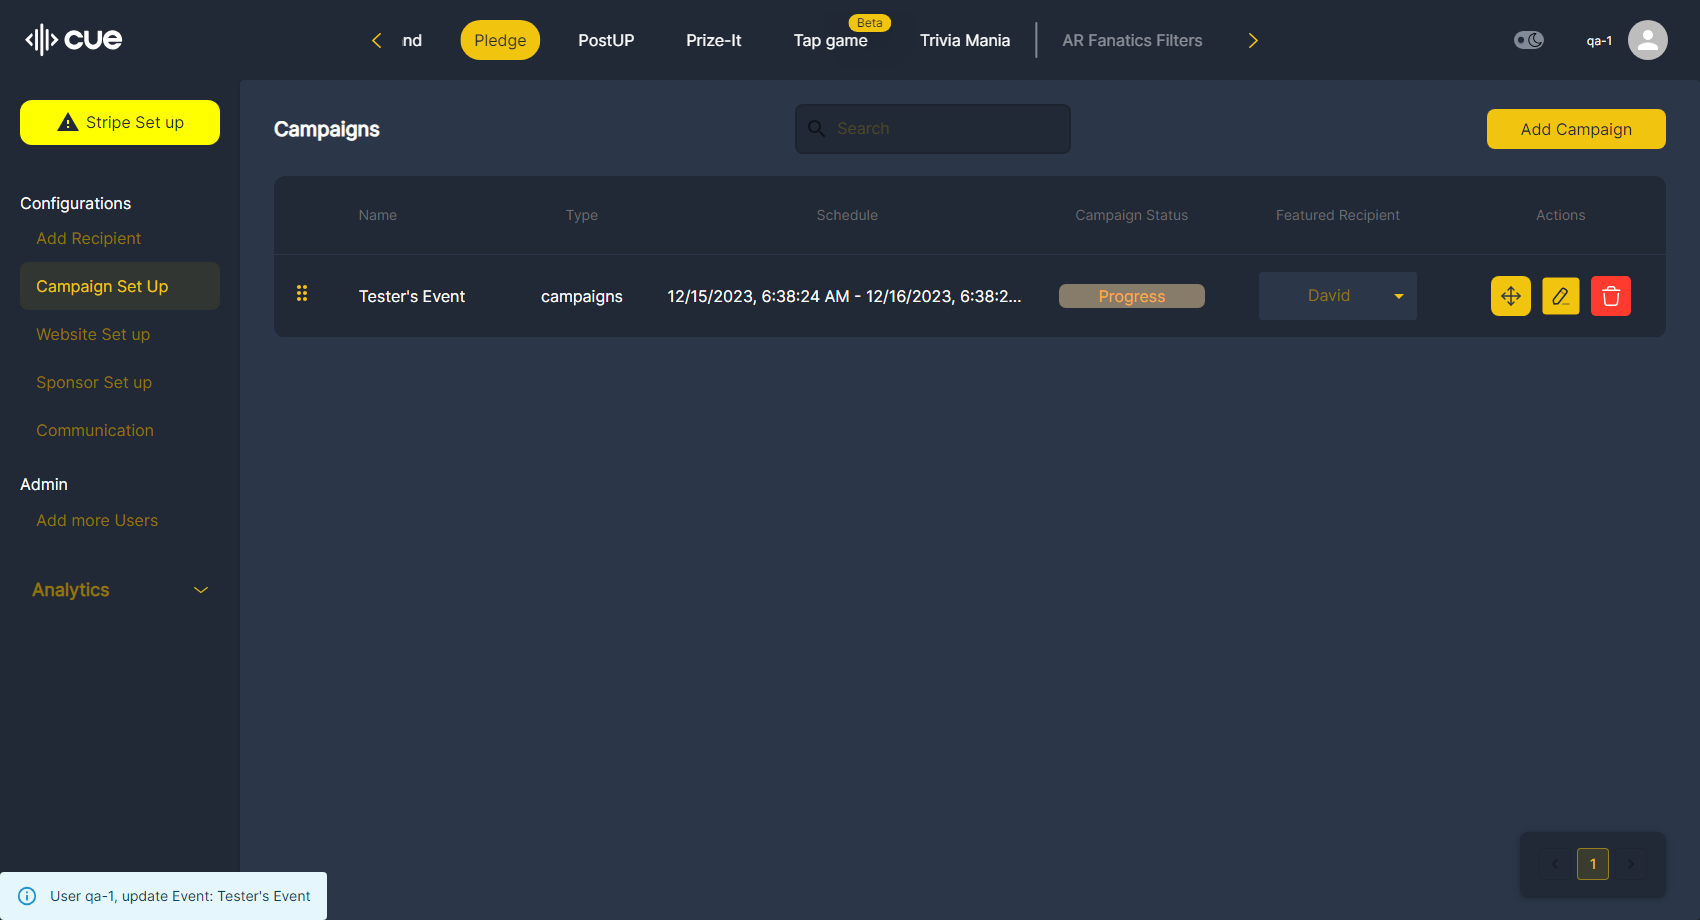 cue
nd
Pledge
PostUP
Prize-It
Tap game
Beta
Trivia Mania
AR Fanatics Filters
qa-1
Stripe Set up
Configurations
Add Recipient
Campaign Set Up
Website Set up
Sponsor Set up
Communication
Admin
Add more Users
Analytics
Campaigns
Search
Add Campaign
Name Type Schedule Campaign Status Featured Recipient Actions
Tester's Event campaigns 12/15/2023, 6:38:24 AM - 12/16/2023, 6:38:2... Progress David
1
User qa-1, update Event: Tester's Event